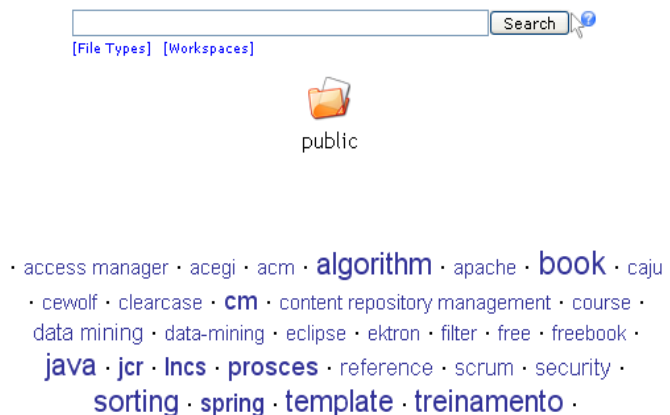 Search ?
[File Types] [Workspaces]
public
· access manager · acegi · acm · algorithm · apache · book · caju
· cewolf · clearcase · cm · content repository management · course ·
data mining · data-mining · eclipse · ektron · filter · free · freebook ·
java · jcr · lncs · prosces · reference · scrum · security ·
sorting · spring · template · treinamento ·